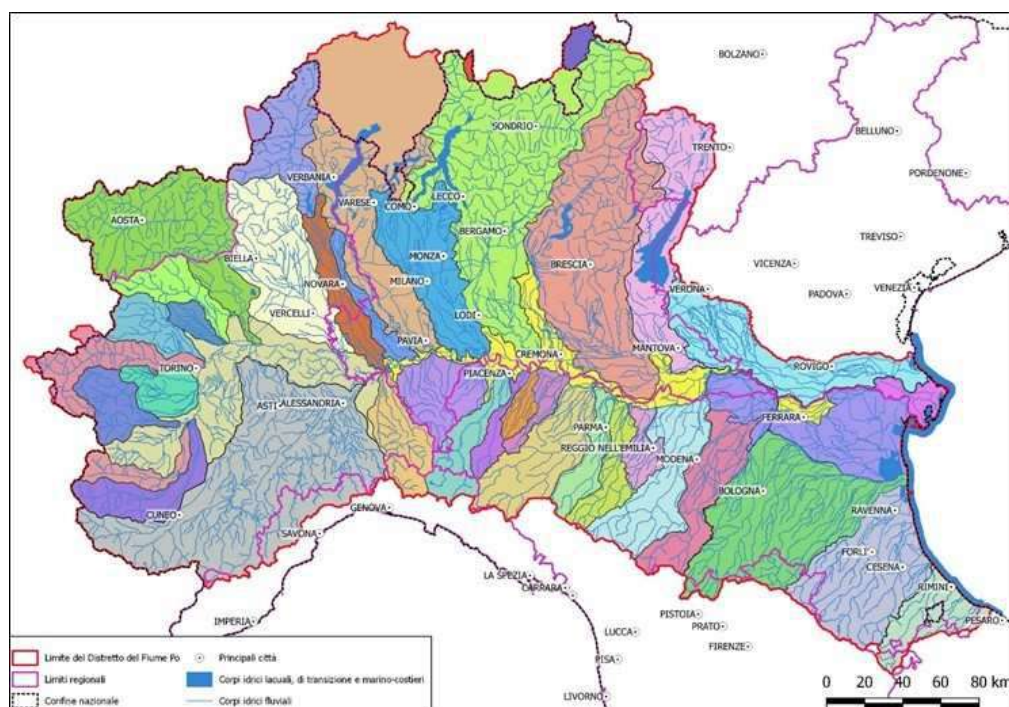 BOLZANO
SONDRIO
BELLUNO
TRENTO
PORDENONE
VERBANIA
LECCO
VARESE
COMO
AOSTA
BERGAMO
TREVISO
BIELLA
MONZA
BRESCIA
VICENZA
NOVARA
MILANO
VERONA
PADOVA
VENEZIA
VERCELLI
LODI
PAVIA
CREMONA
MANTOVA
TORINO
PIACENZA
ROVIGO
ASTI
ALESSANDRIA
FERRARA
PARMA
REGGIO NELL'EMILIA
MODENA
BOLOGNA
CUNEO
GENOVA
RAVENNA
SAVONA
FORLI'
CESENA
LA SPEZIA
CARRARA
RIMINI
IMPERIA
PISTOIA
PRATO
PESARO
LUCCA
FIRENZE
PISA
LIVORNO
Limite del Distretto del Fiume Po
Principali città
Limiti regionali
Corpi idrici lacuali, di transizione e marino-costieri
Confine nazionale
Corpi idrici fluviali
0 20 40 60 80 km